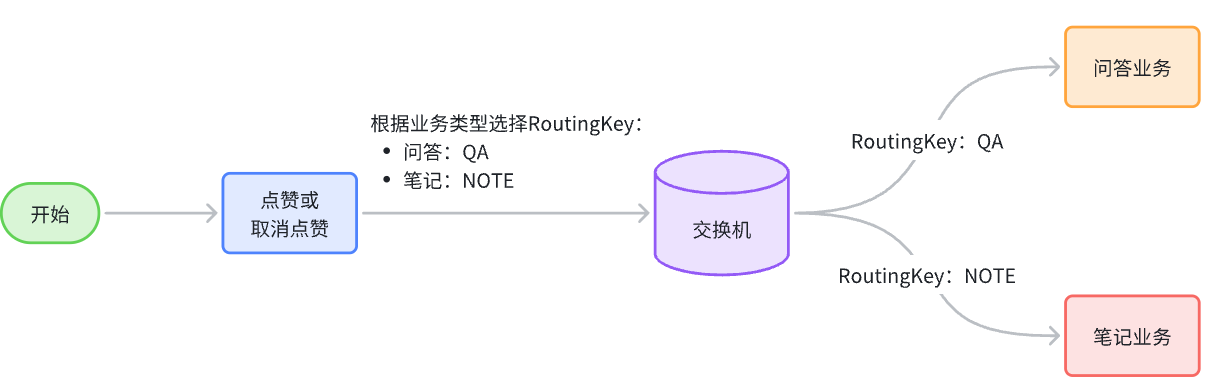 开始
点赞或
取消点赞
根据业务类型选择RoutingKey：
• 问答：QA
• 笔记：NOTE
交换机
RoutingKey：QA
问答业务
RoutingKey：NOTE
笔记业务